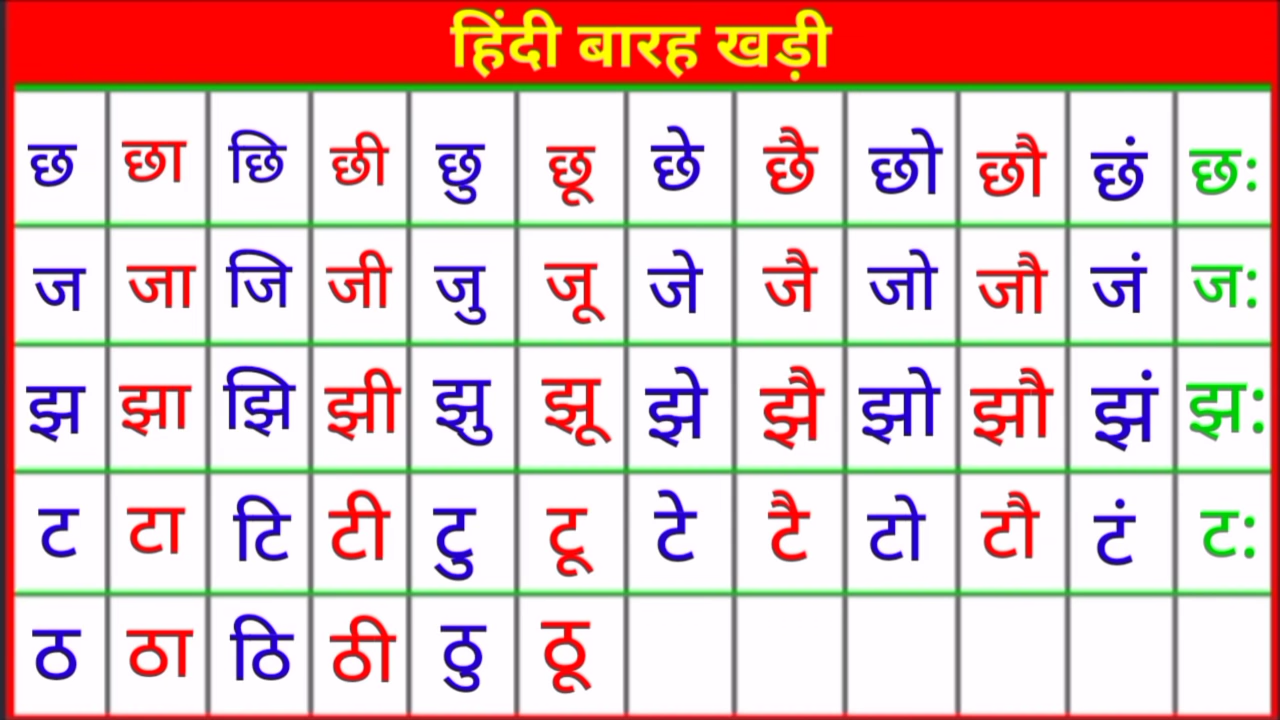 हिंदी बारह खड़ी
छ छा छि छी छु छू छे छै छो छौ छं छः
ज जा जि जी जु जू जे जै जो जौ जं जः
झ झा झि झी झु झू झे झै झो झौ झं झः
ट टा टि टी टु टू टे टै टो टौ टं टः
ठ ठा ठि ठी ठु ठू